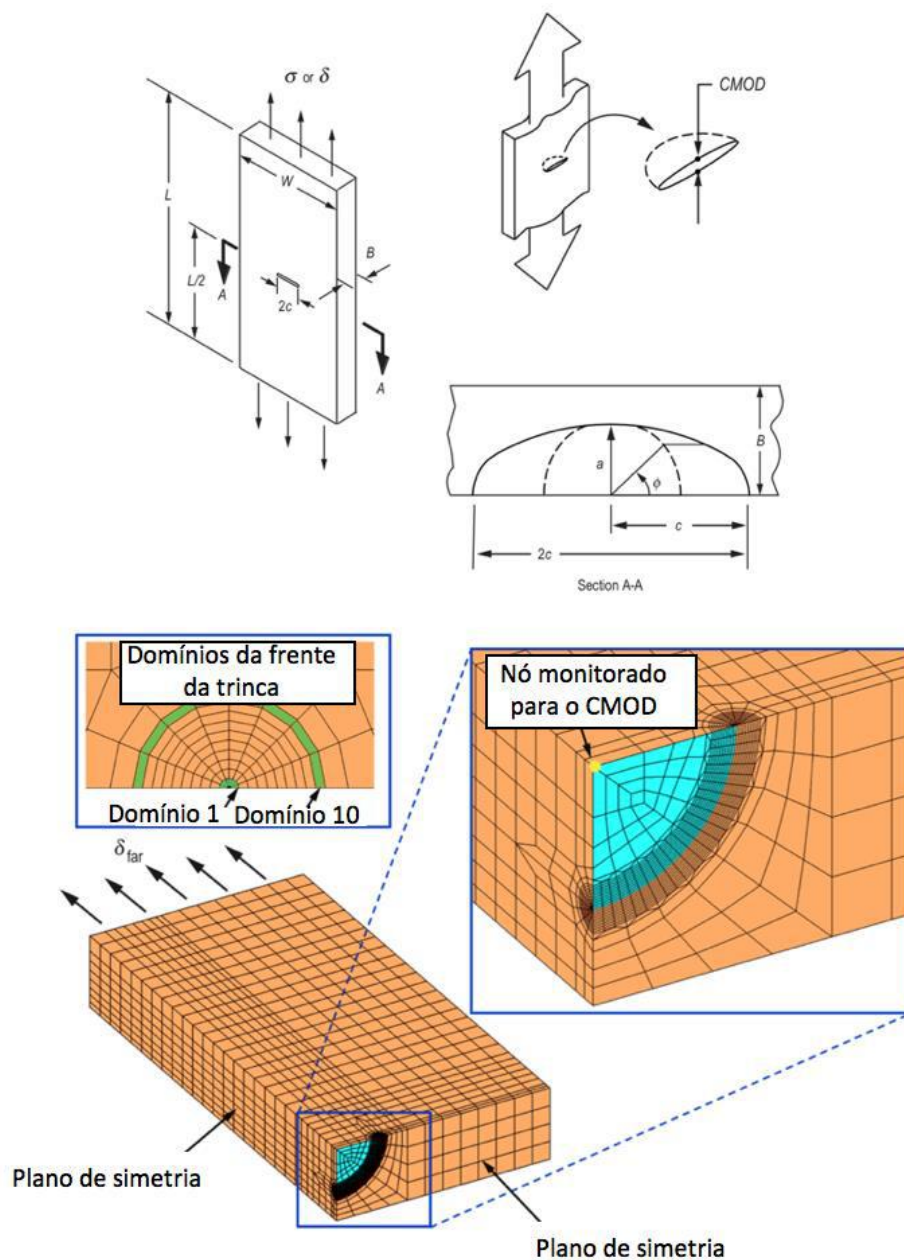 σ or δ
CMOD
W
L
B
L/2
A
2c
A
B
a
ϕ
c
2c
Section A-A
Domínios da frente
da trinca
Nó monitorado
para o CMOD
Domínio 1
Domínio 10
δfar
Plano de simetria
Plano de simetria